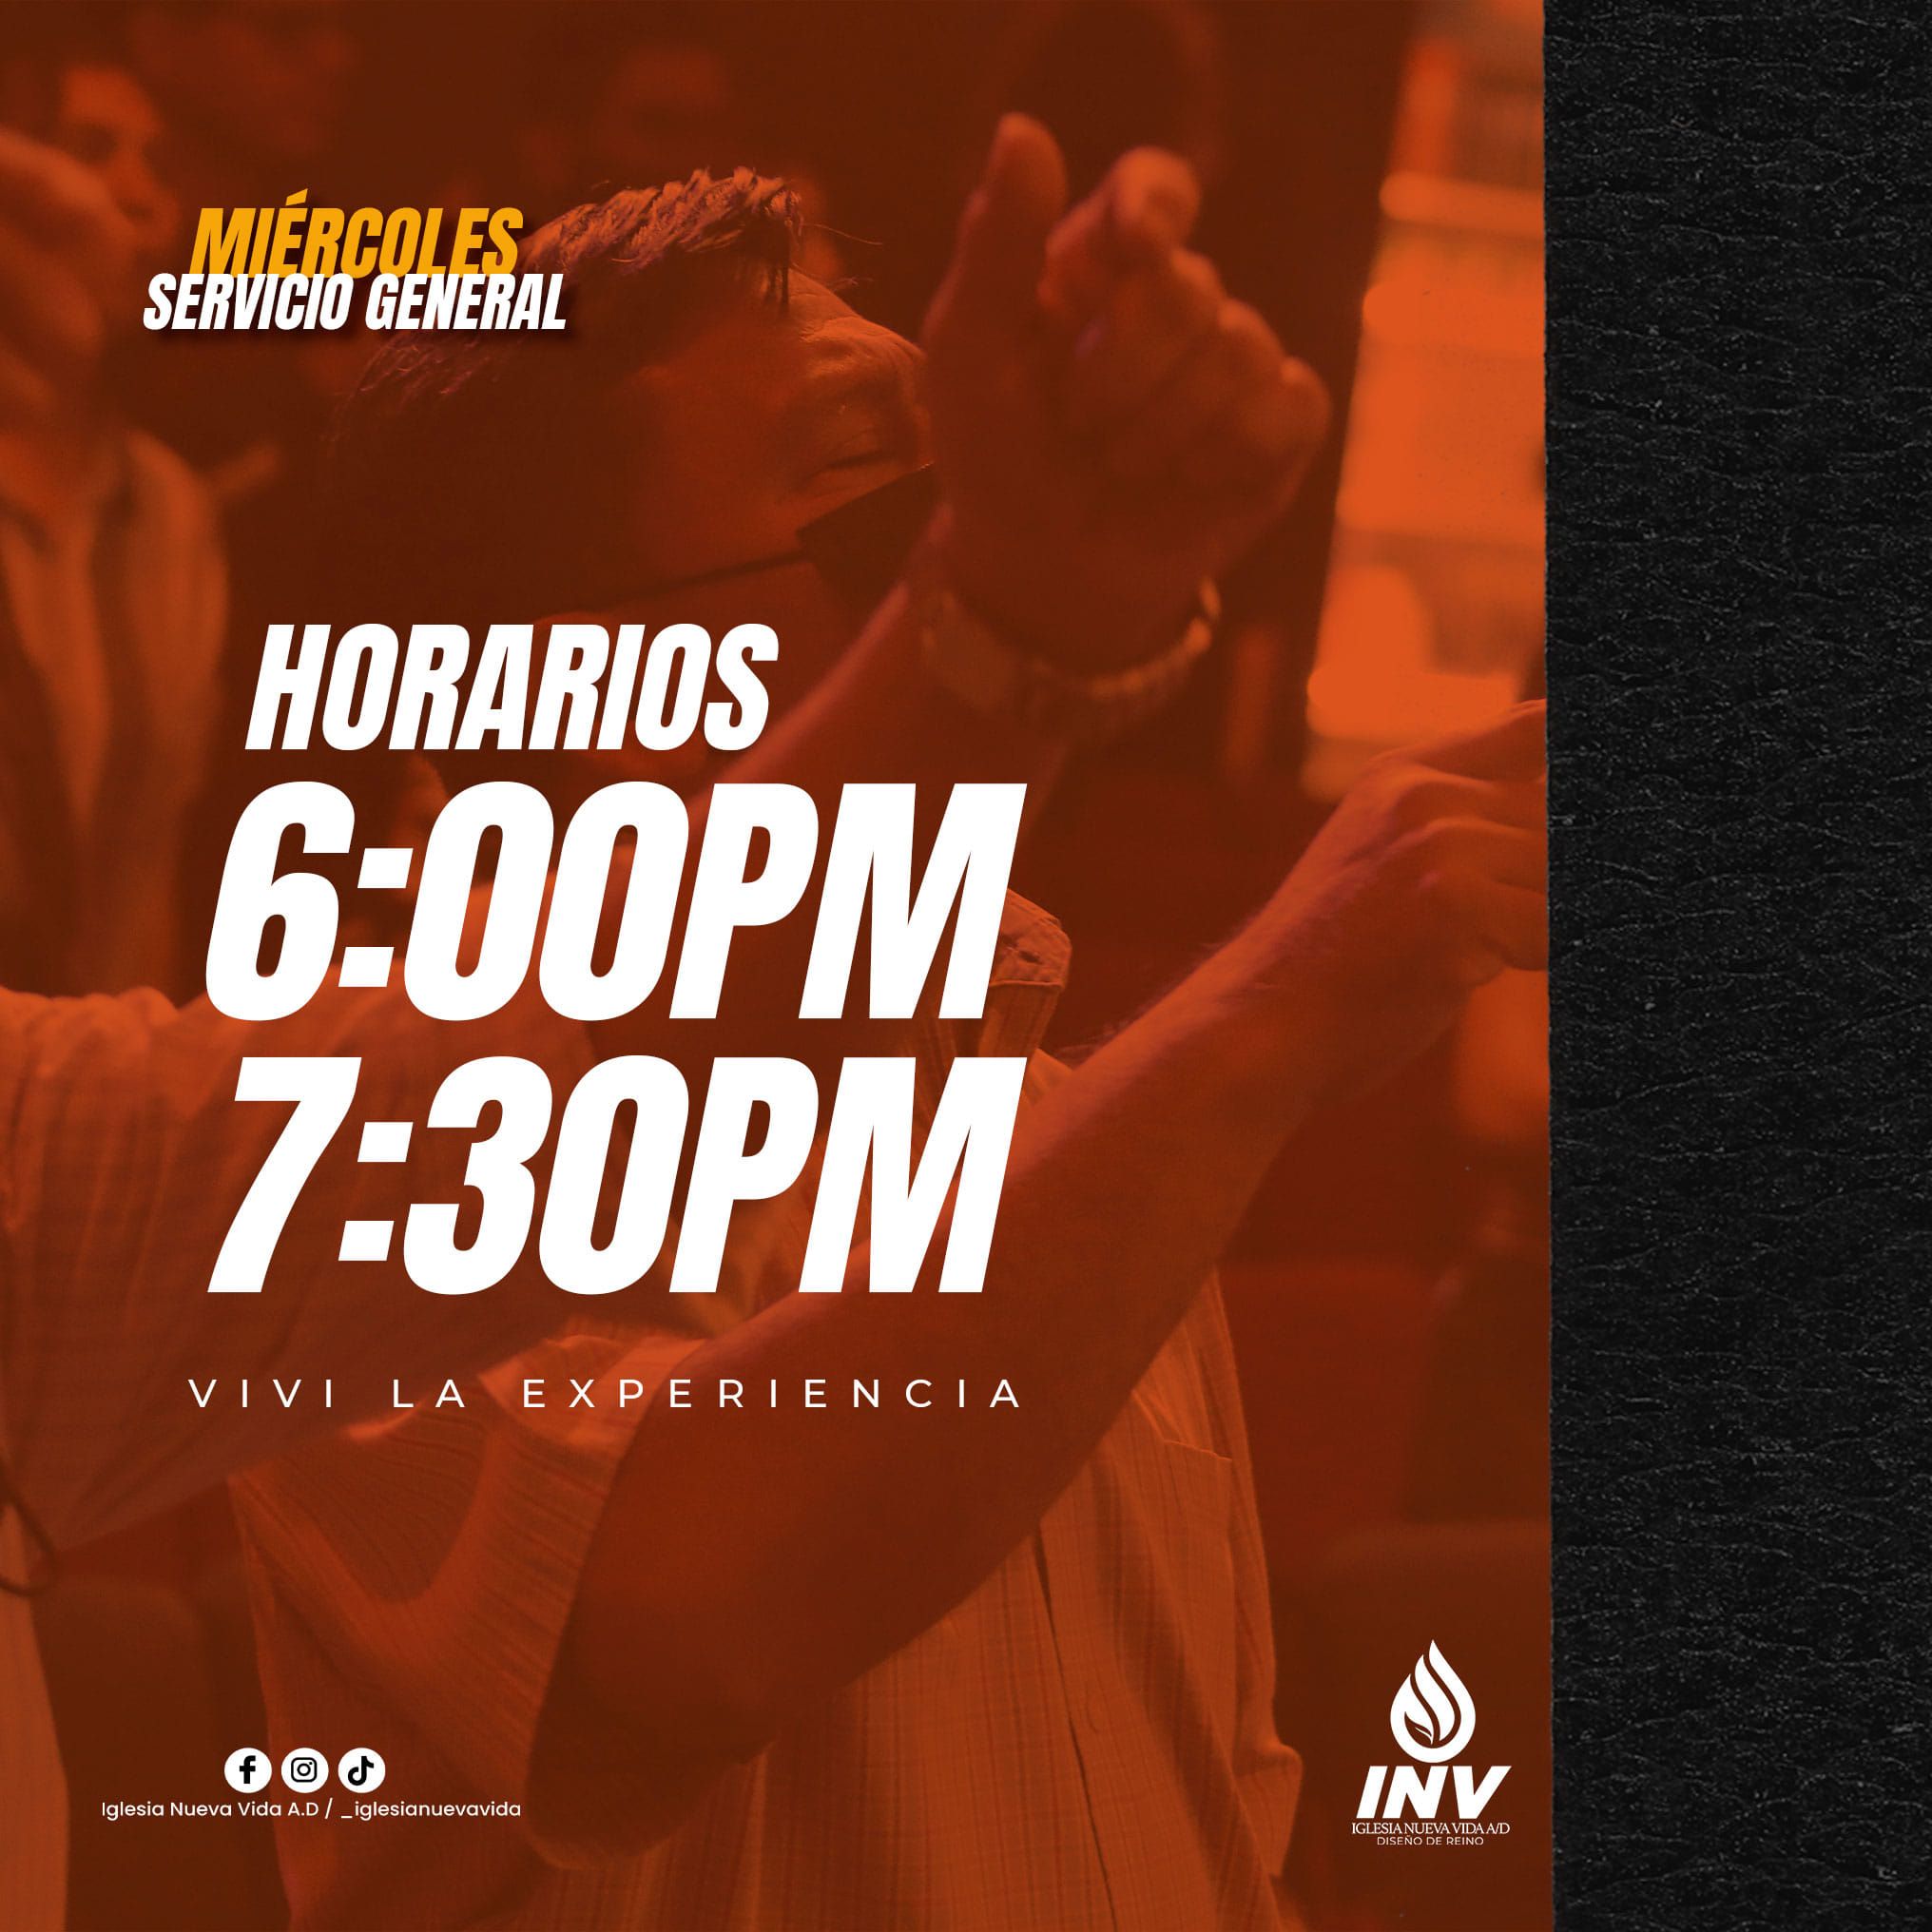 MIÉRCOLES
SERVICIO GENERAL
HORARIOS
6:00PM
7:30PM
VIVI LA EXPERIENCIA
Iglesia Nueva Vida A.D / _iglesianuevavida
INV
IGLESIA NUEVA VIDA A/D
DISEÑO DE REINO